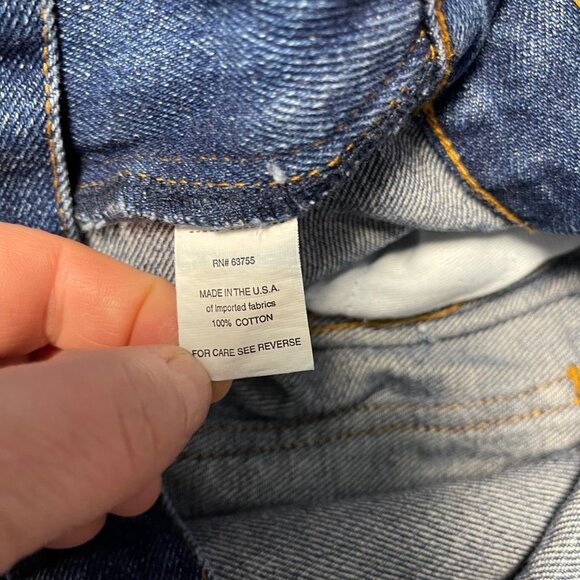 RN# 63755
MADE IN THE U.S.A.
of imported fabrics
100% COTTON
FOR CARE SEE REVERSE